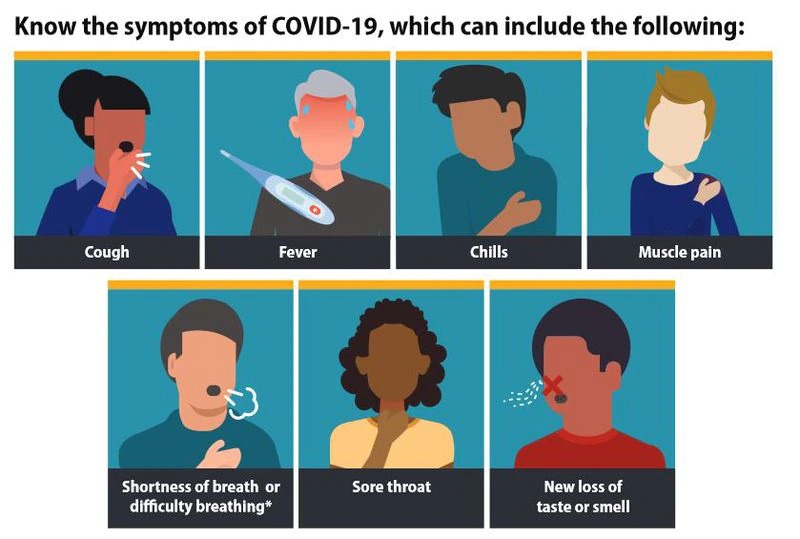 Know the symptoms of COVID-19, which can include the following:
Cough
Fever
Chills
Muscle pain
Shortness of breath or
difficulty breathing*
Sore throat
New loss of
taste or smell